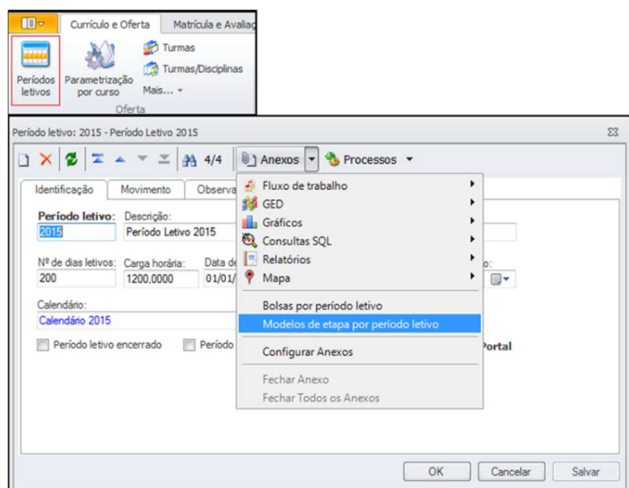 Currículo e Oferta
Matrícula e Avaliaç
Períodos letivos
Parametrização por curso
Turmas
Turmas/Disciplinas
Mais...
Oferta
Período letivo: 2015 - Período Letivo 2015
4/4
Anexos
Processos
Identificação
Movimento
Observa
Período letivo:
Descrição:
2015
Período Letivo 2015
Nº de dias letivos:
Carga horária:
Data de
o:
200
1200,0000
01/01/
Calendário:
Calendário 2015
Período letivo encerrado
Período
Portal
Fluxo de trabalho
GED
Gráficos
Consultas SQL
Relatórios
Mapa
Bolsas por período letivo
Modelos de etapa por período letivo
Configurar Anexos
Fechar Anexo
Fechar Todos os Anexos
OK
Cancelar
Salvar